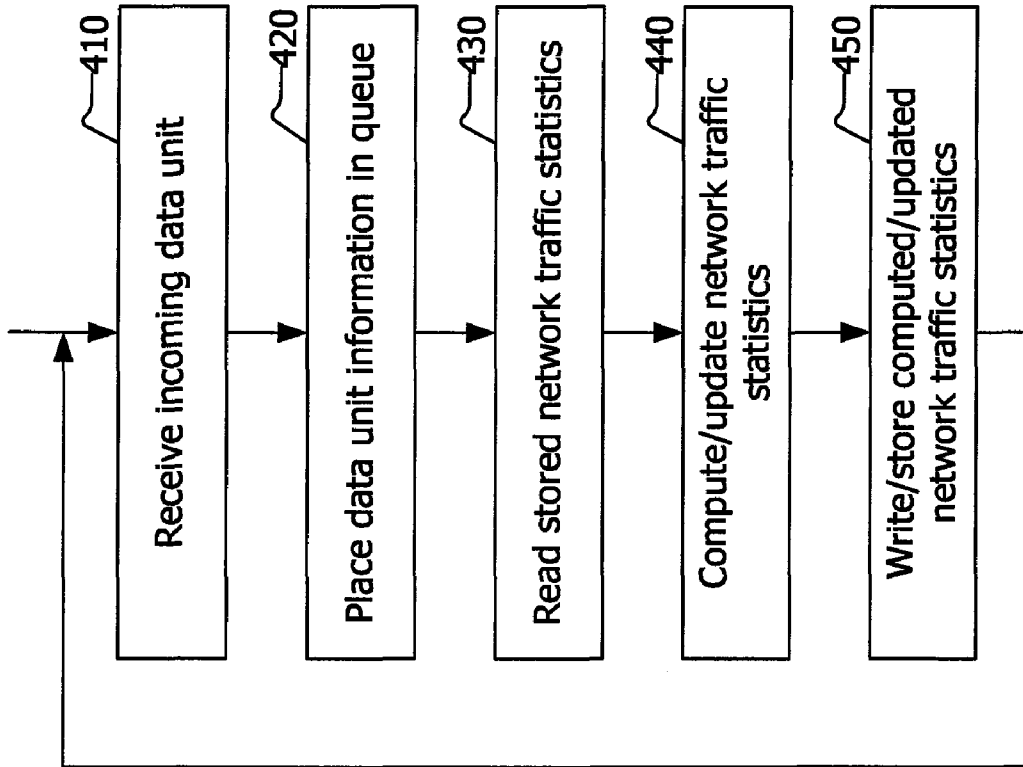 410
Receive incoming data unit
420
Place data unit information in queue
430
Read stored network traffic statistics
440
Compute/update network traffic
statistics
450
Write/store computed/updated
network traffic statistics